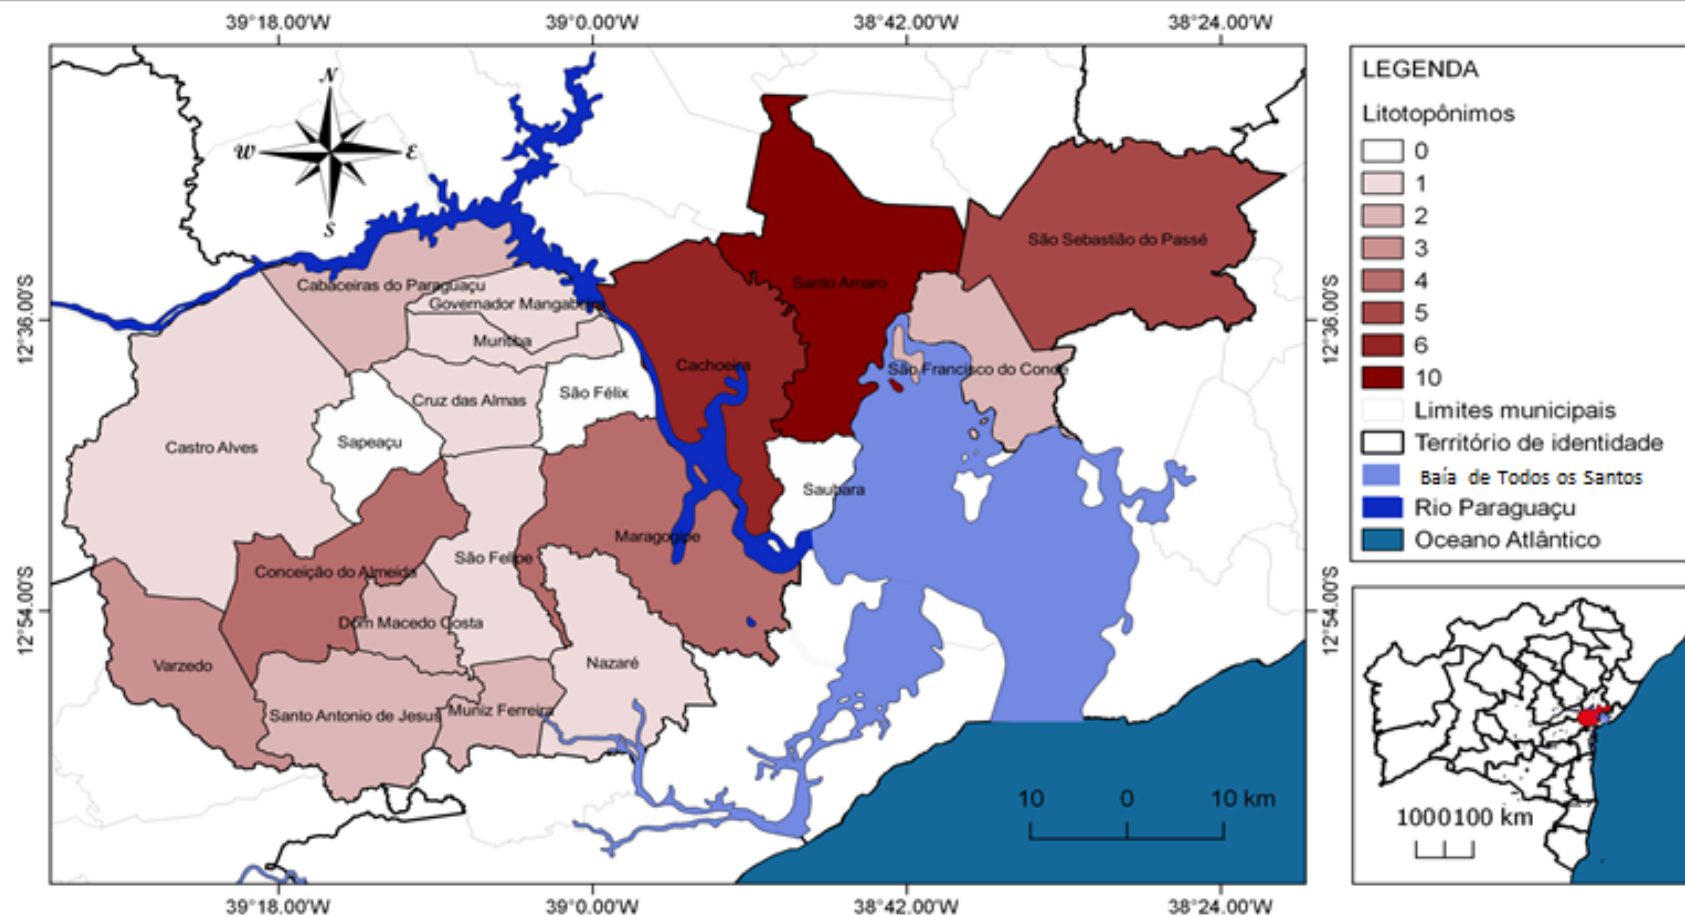 39°18.00'W 39°0.00'W 38°42.00'W 38°24.00'W
N
W E
S
12°36.00'S
12°54.00'S
São Sebastião do Passé
Santo Amaro
Cabaceiras do Paraguaçu
Governador Mangabeira
Muritiba
Cachoeira
São Francisco do Conde
São Félix
Cruz das Almas
Sapeaçu
Castro Alves
Saubara
Maragogipe
São Felipe
Conceição do Almeida
Dom Macedo Costa
Varzedo
Nazaré
Santo Antonio de Jesus
Muniz Ferreira
10 0 10 km
12°36.00'S
12°54.00'S
39°18.00'W 39°0.00'W 38°42.00'W 38°24.00'W
LEGENDA
Litotopônimos
0
1
2
3
4
5
6
10
Limites municipais
Território de identidade
Baía de Todos os Santos
Rio Paraguaçu
Oceano Atlântico
1000100 km